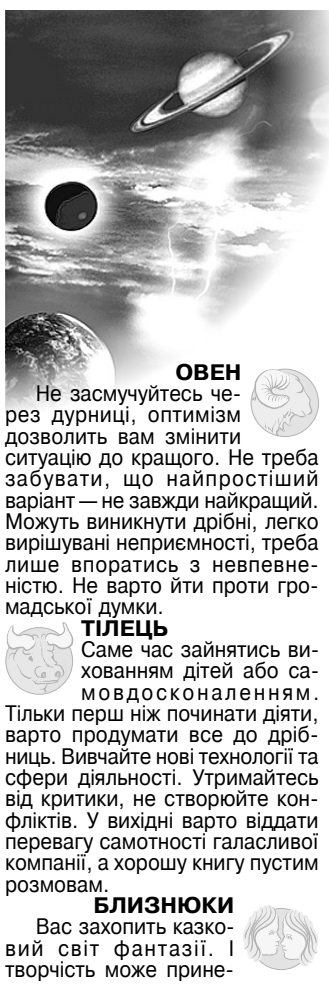 ОВЕН
Не засмучуйтесь че-
рез дурниці, оптимізм
дозволить вам змінити
ситуацію до кращого. Не треба
забувати, що найпростіший
варіант — не завжди найкращий.
Можуть виникнути дрібні, легко
вирішувані неприємності, треба
лише впоратись з невпевне-
ністю. Не варто йти проти гро-
мадської думки.
ТІЛЕЦЬ
Саме час зайнятись ви-
хованням дітей або са-
мовдосконаленням.
Тільки перш ніж починати діяти,
варто продумати все до дріб-
ниць. Вивчайте нові технології та
сфери діяльності. Утримайтесь
від критики, не створюйте кон-
фліктів. У вихідні варто віддати
перевагу самотності галасливої
компанії, а хорошу книгу пустим
розмовам.
БЛИЗНЮКИ
Вас захопить казко-
вий світ фантазії. І
творчість може прине-